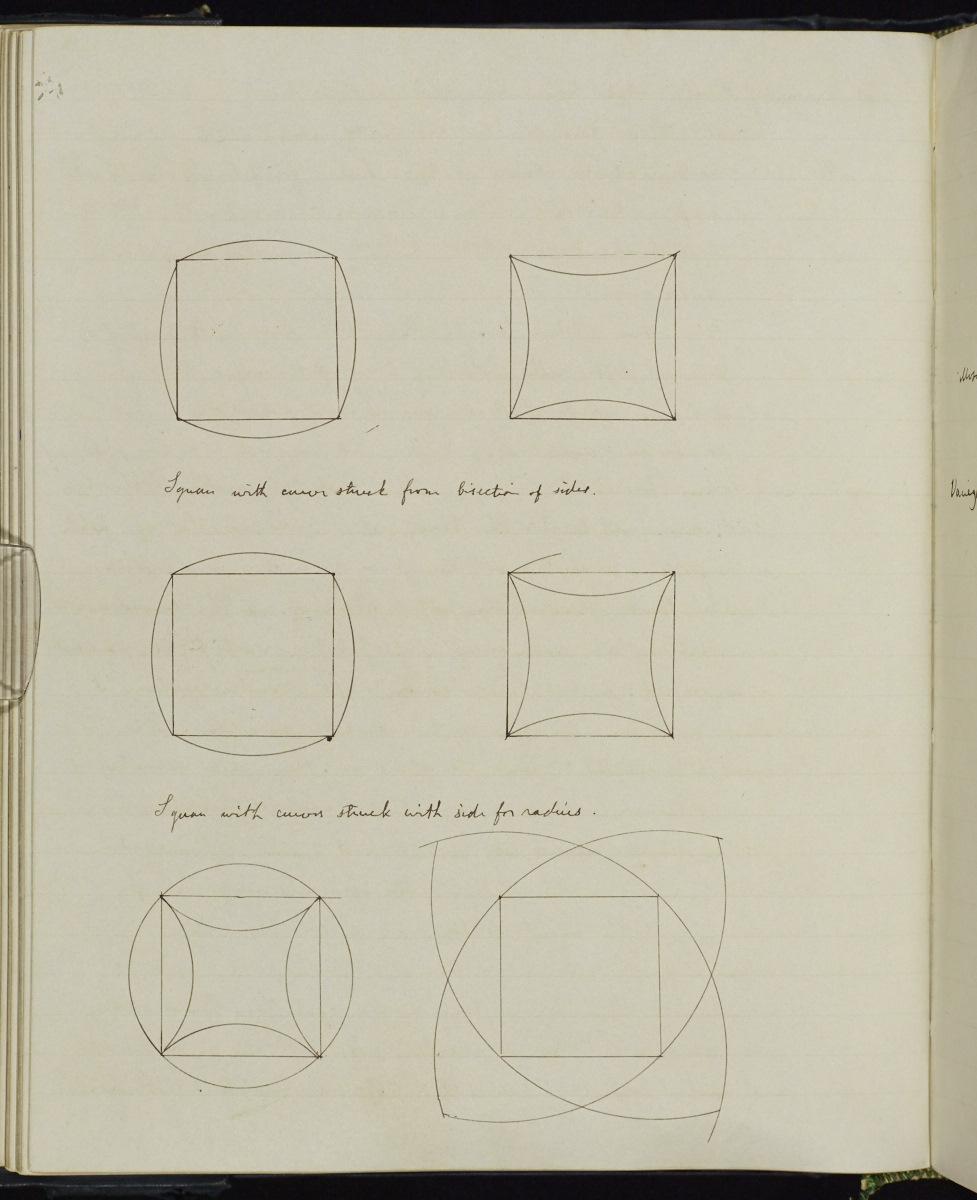 Square with curves struck from bisection of sides.
Square with curves struck with side for radius.